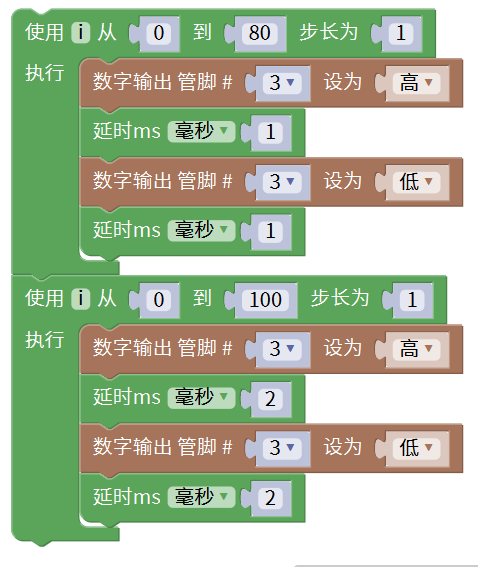 使用 i 从 0 到 80 步长为 1
执行 数字输出 管脚 # 3 设为 高
延时ms 毫秒 1
数字输出 管脚 # 3 设为 低
延时ms 毫秒 1
使用 i 从 0 到 100 步长为 1
执行 数字输出 管脚 # 3 设为 高
延时ms 毫秒 2
数字输出 管脚 # 3 设为 低
延时ms 毫秒 2